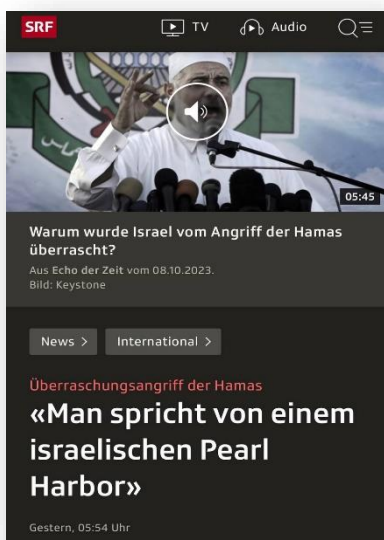 SRF TV Audio
05:45
Warum wurde Israel vom Angriff der Hamas
überrascht?
Aus Echo der Zeit vom 08.10.2023.
Bild: Keystone
News > International >
Überraschungsangriff der Hamas
«Man spricht von einem
israelischen Pearl
Harbor»
Gestern, 05:54 Uhr